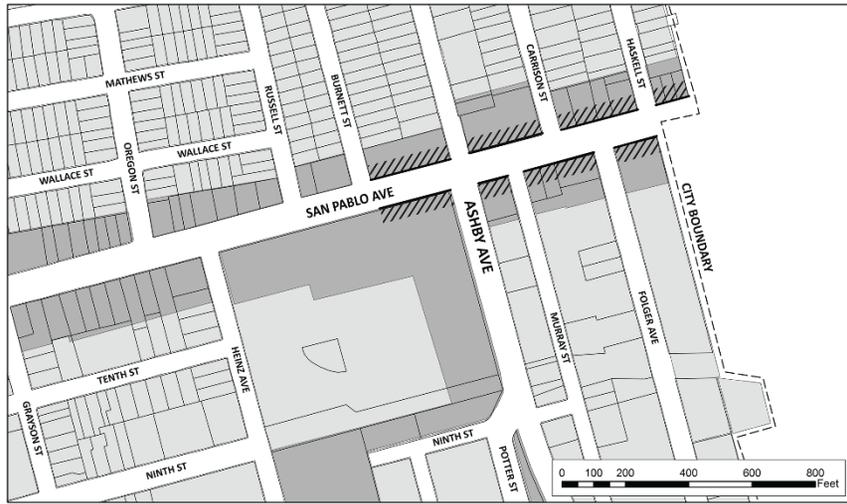 MATHEWS ST
RUSSELL ST
BURNETT ST
CARRISON ST
HASKELL ST
WALLACE ST
OREGON ST
WALLACE ST
SAN PABLO AVE
ASHBY AVE
CITY BOUNDARY
TENTH ST
HEINZ AVE
MURRAY ST
FOLGER AVE
GRAYSON ST
NINTH ST
NINTH ST
POTTER ST
0 100 200 400 600 800
Feet